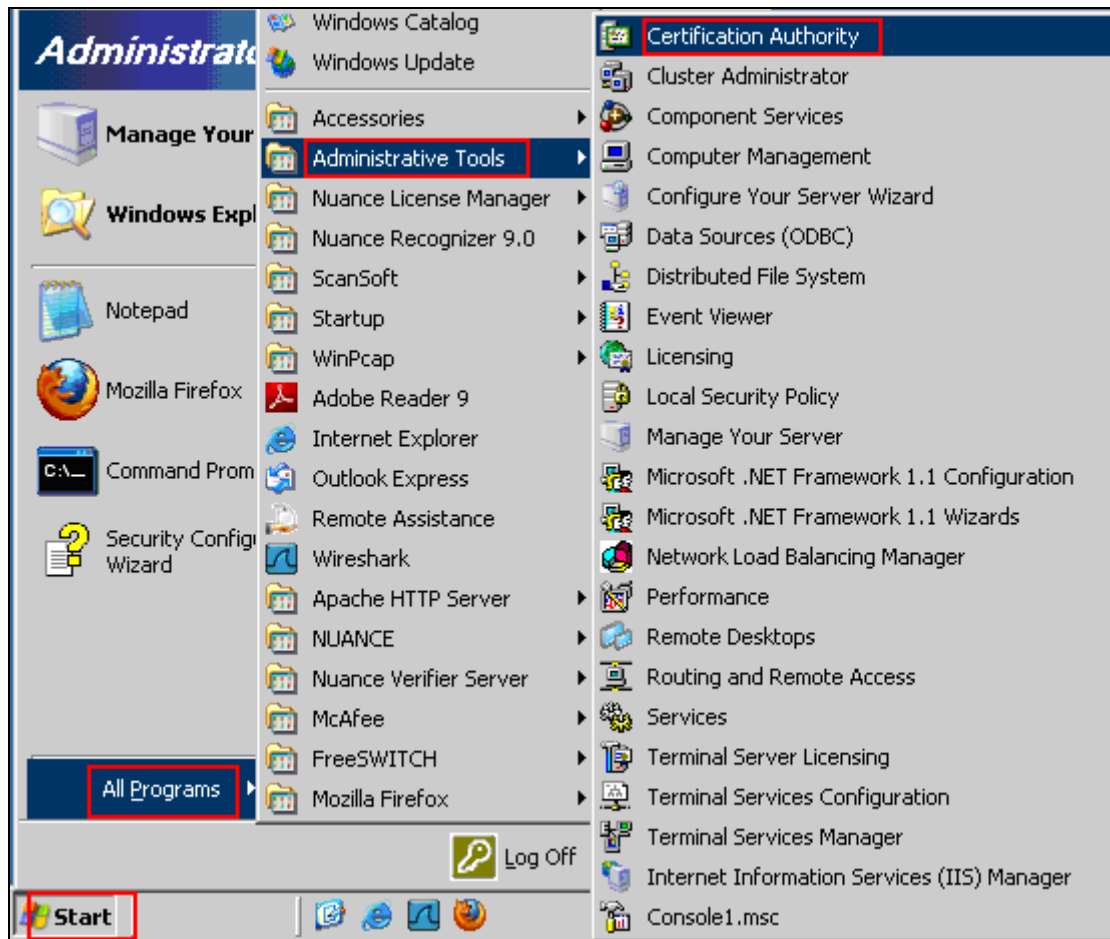 Administrato
Manage Your
Windows Expl
Notepad
Mozilla Firefox
C:\_
Command Prom
Security Config
Wizard
All Programs
Log Off
Start
Windows Catalog
Windows Update
Accessories
Administrative Tools
Nuance License Manager
Nuance Recognizer 9.0
ScanSoft
Startup
WinPcap
Adobe Reader 9
Internet Explorer
Outlook Express
Remote Assistance
Wireshark
Apache HTTP Server
NUANCE
Nuance Verifier Server
McAfee
FreeSWITCH
Mozilla Firefox
Certification Authority
Cluster Administrator
Component Services
Computer Management
Configure Your Server Wizard
Data Sources (ODBC)
Distributed File System
Event Viewer
Licensing
Local Security Policy
Manage Your Server
Microsoft .NET Framework 1.1 Configuration
Microsoft .NET Framework 1.1 Wizards
Network Load Balancing Manager
Performance
Remote Desktops
Routing and Remote Access
Services
Terminal Server Licensing
Terminal Services Configuration
Terminal Services Manager
Internet Information Services (IIS) Manager
Console1.msc